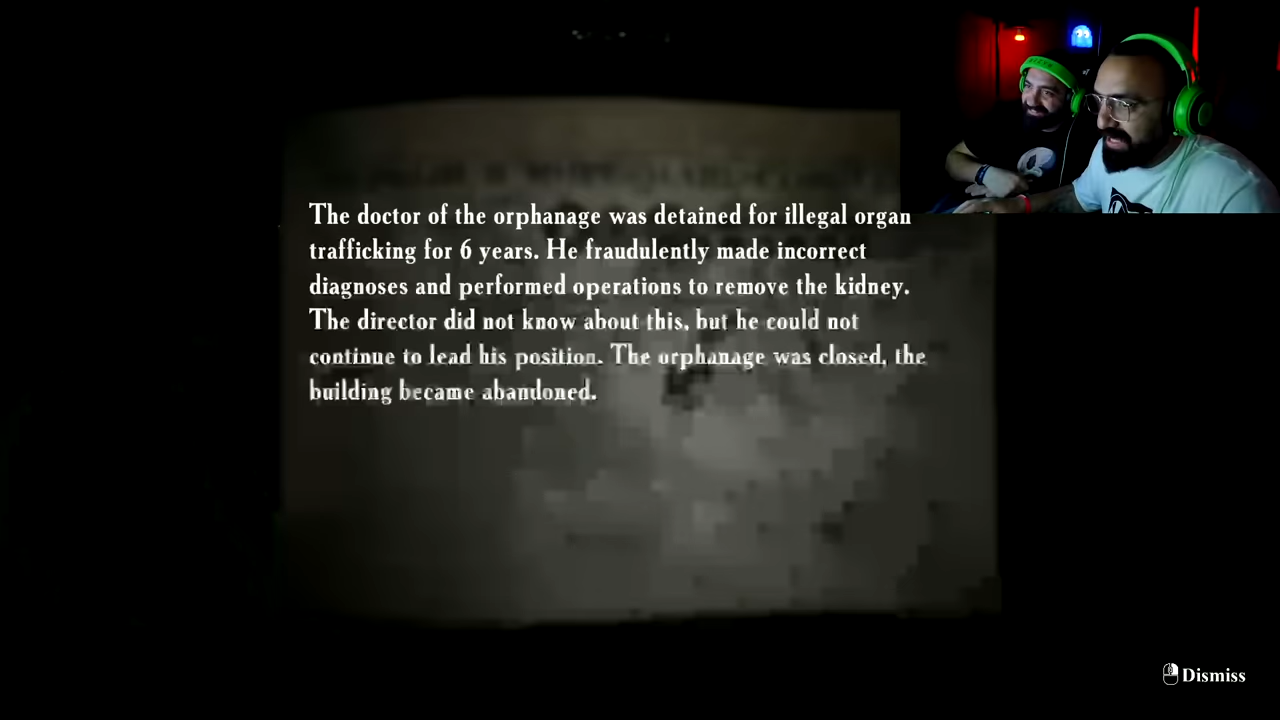 The doctor of the orphanage was detained for illegal organ
trafficking for 6 years. He fraudulently made incorrect
diagnoses and performed operations to remove the kidney.
The director did not know about this, but he could not
continue to lead his position. The orphanage was closed, the
building became abandoned.
Dismiss